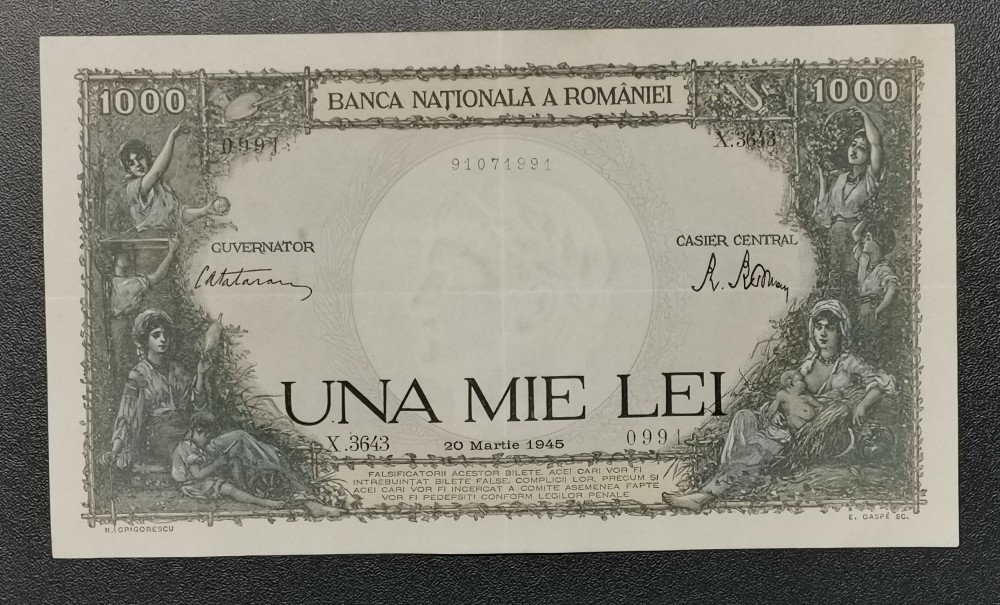 1000
BANCA NAȚIONALĂ A ROMÂNIEI
1000
0991
X.3643
91071991
GUVERNATOR
CASIER CENTRAL
UNA MIE LEI
X.3643
20 Martie 1945
0991
FALSIFICATORII ACESTOR BILETE, ACEI CARI VOR FI
INTREBUINȚAT BILETE FALSE, COMPLICII LOR, PRECUM ȘI
ACEI CARI VOR FI INCERCAT A COMITE ASEMENEA FAPTE
VOR FI PEDEPSIȚI CONFORM LEGILOR PENALE
N. GRIGORESCU
E. GASPÉ SC.